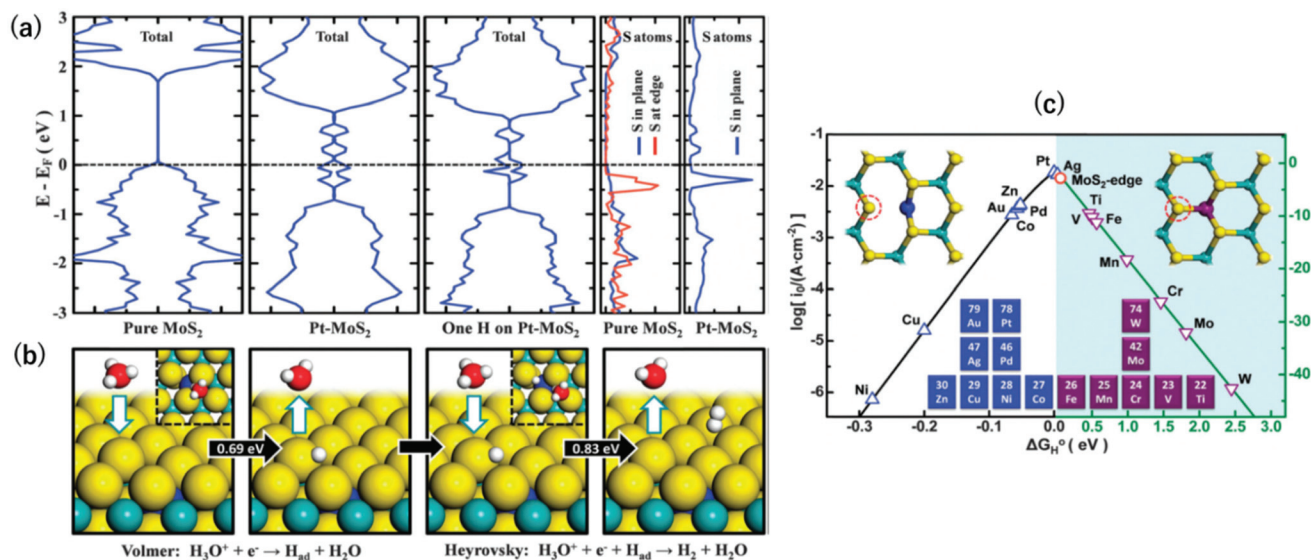 (a)
Total
Total
Total
S atoms
S atoms
S in plane
S at edge
S in plane
E - E_F ( eV )
3
2
1
0
-1
-2
-3
Pure MoS₂
Pt-MoS₂
One H on Pt-MoS₂
Pure MoS₂
Pt-MoS₂
(b)
0.69 eV
0.83 eV
Volmer: H₃O⁺ + e⁻ → H_ad + H₂O
Heyrovsky: H₃O⁺ + e⁻ + H_ad → H₂ + H₂O
(c)
log[ i₀/(A·cm⁻²)]
-1
-2
-3
-4
-5
-6
Pt
Ag
MoS₂-edge
Zn
Au
Pd
Co
Ti
V
Fe
Mn
Cr
Cu
Mo
Ni
W
79 Au
78 Pt
74 W
47 Ag
46 Pd
42 Mo
30 Zn
29 Cu
28 Ni
27 Co
26 Fe
25 Mn
24 Cr
23 V
22 Ti
0
-10
-20
-30
-40
-0.3 -0.2 -0.1 0.0 0.5 1.0 1.5 2.0 2.5 3.0
ΔG_H° ( eV )